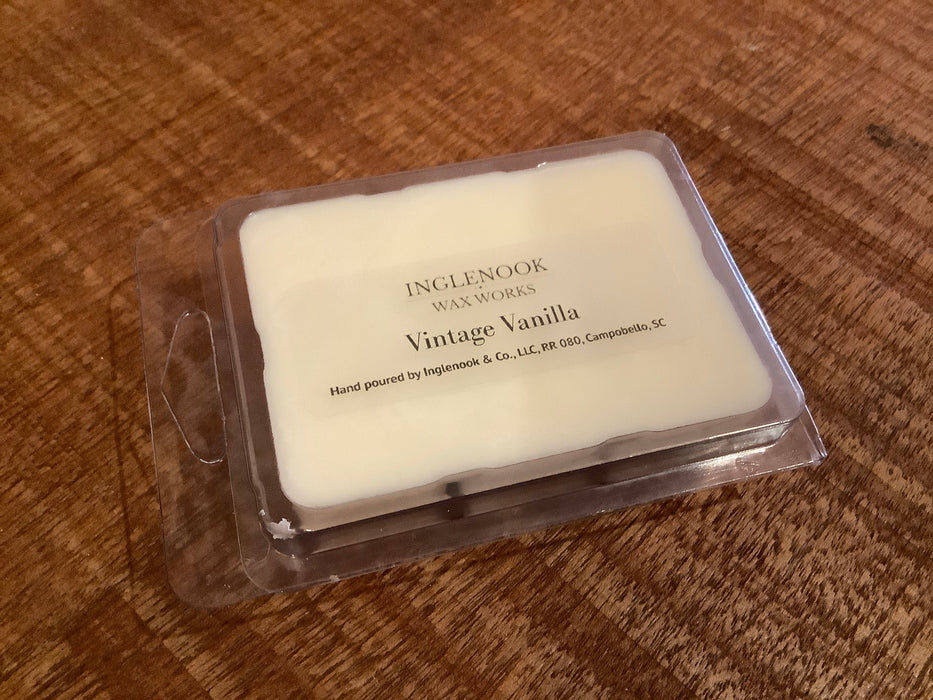 INGLENOOK
WAX WORKS
Vintage Vanilla
Hand poured by Inglenook & Co., LLC, RR 080, Campobello, SC